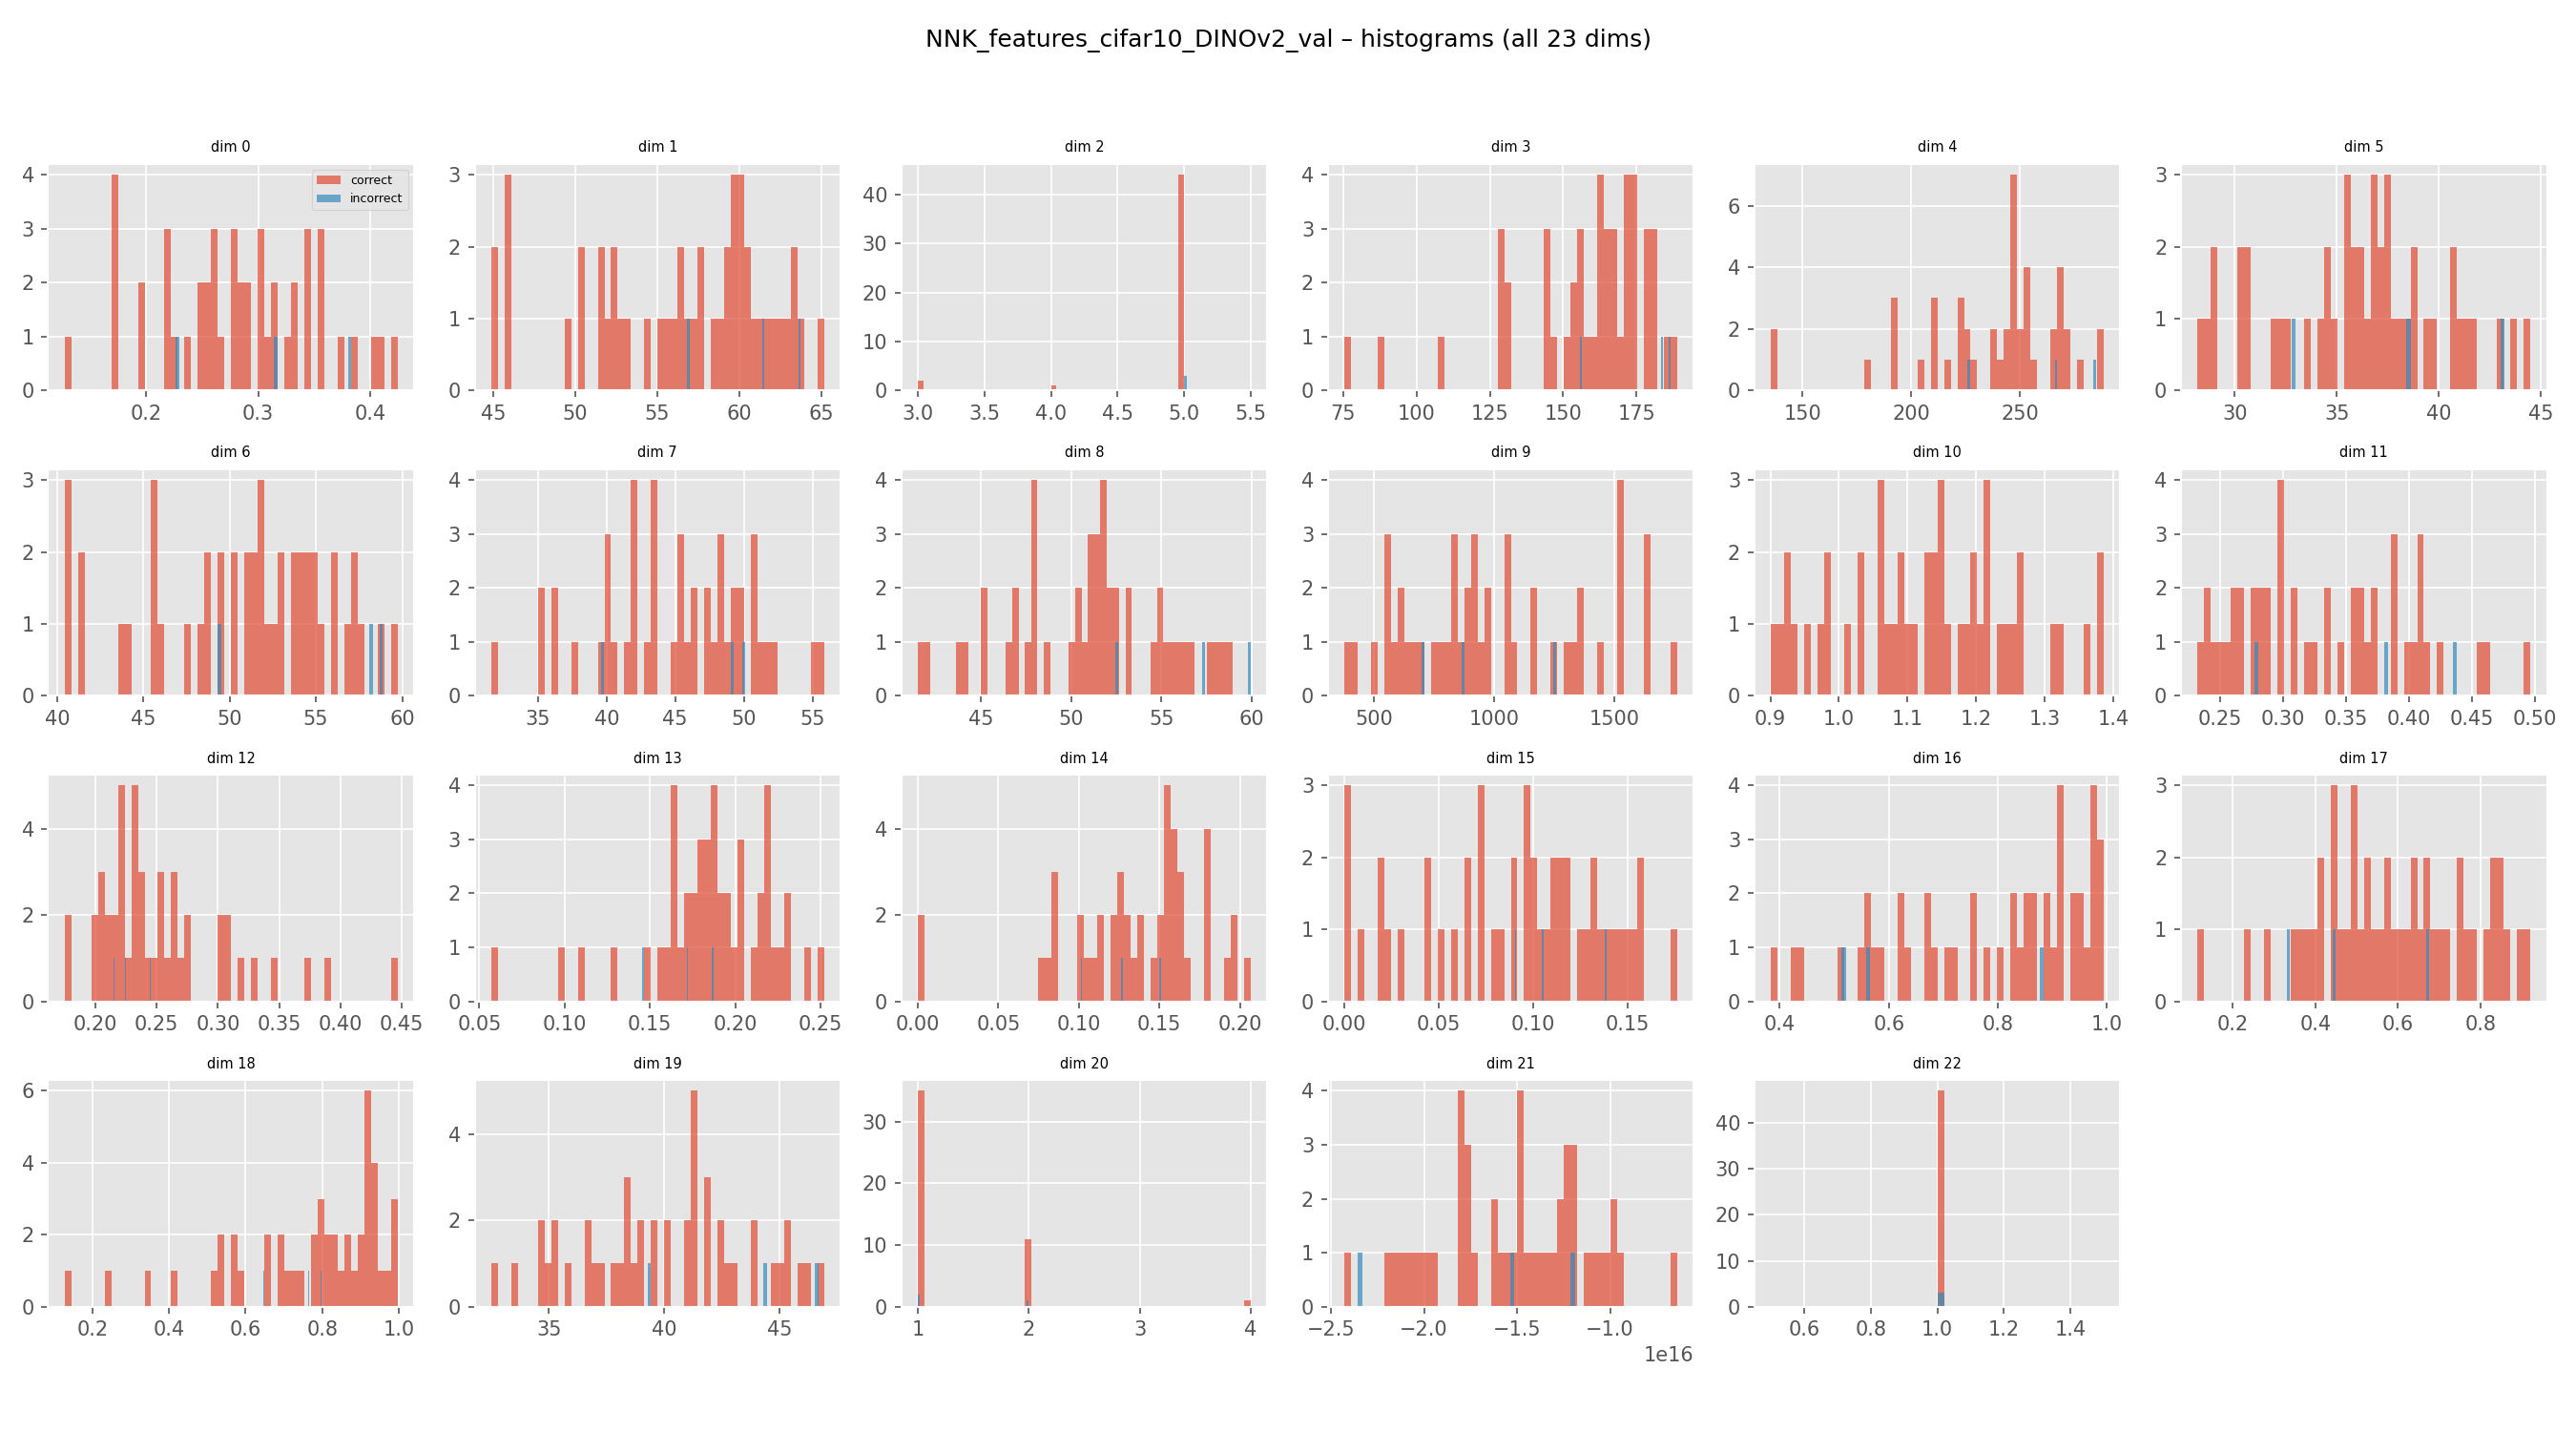 NNK_features_cifar10_DINOv2_val – histograms (all 23 dims)
dim 0
4
3
2
1
0
0.2 0.3 0.4
correct
incorrect
dim 1
3
2
1
0
45 50 55 60 65
dim 2
40
30
20
10
0
3.0 3.5 4.0 4.5 5.0 5.5
dim 3
4
3
2
1
0
75 100 125 150 175
dim 4
6
4
2
0
150 200 250
dim 5
3
2
1
0
30 35 40 45
dim 6
3
2
1
0
40 45 50 55 60
dim 7
4
3
2
1
0
35 40 45 50 55
dim 8
4
3
2
1
0
45 50 55 60
dim 9
4
3
2
1
0
500 1000 1500
dim 10
3
2
1
0
0.9 1.0 1.1 1.2 1.3 1.4
dim 11
4
3
2
1
0
0.25 0.30 0.35 0.40 0.45 0.50
dim 12
4
2
0
0.20 0.25 0.30 0.35 0.40 0.45
dim 13
4
3
2
1
0
0.05 0.10 0.15 0.20 0.25
dim 14
4
2
0
0.00 0.05 0.10 0.15 0.20
dim 15
3
2
1
0
0.00 0.05 0.10 0.15
dim 16
4
3
2
1
0
0.4 0.6 0.8 1.0
dim 17
3
2
1
0
0.2 0.4 0.6 0.8
dim 18
6
4
2
0
0.2 0.4 0.6 0.8 1.0
dim 19
4
2
0
35 40 45
dim 20
30
20
10
0
1 2 3 4
dim 21
4
3
2
1
0
−2.5 −2.0 −1.5 −1.0
1e16
dim 22
40
30
20
10
0
0.6 0.8 1.0 1.2 1.4